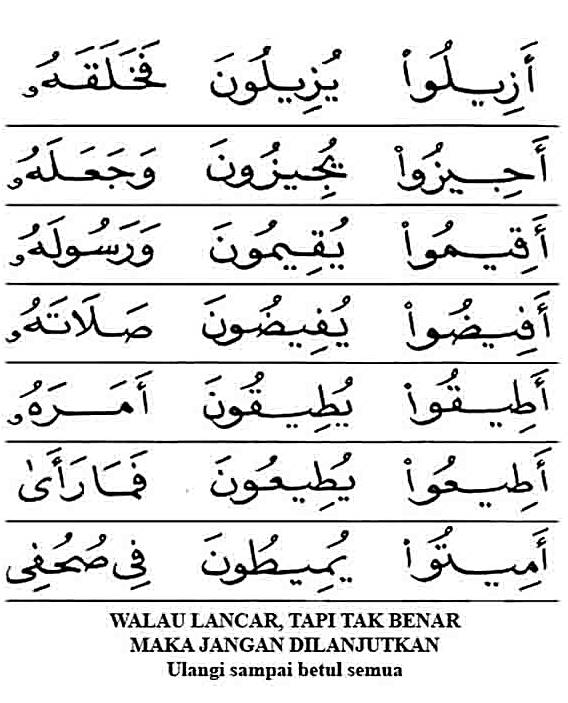 أَزِيلُواْ يُزِيلُونَ فَخَلَقَهُۥ
أَجِيزُواْ يُجِيزُونَ وَجَعَلَهُۥ
أَقِيمُواْ يُقِيمُونَ وَرَسُولَهُۥ
أَفِيضُواْ يُفِيضُونَ صَلَاتَهُۥ
أَطِيقُواْ يُطِيقُونَ أَمَرَهُۥ
أَطِيعُواْ يُطِيعُونَ فَمَارَأَىٰ
أَمِيتُواْ يُمِيطُونَ فِي صُحُفِي
WALAU LANCAR, TAPI TAK BENAR
MAKA JANGAN DILANJUTKAN
Ulangi sampai betul semua